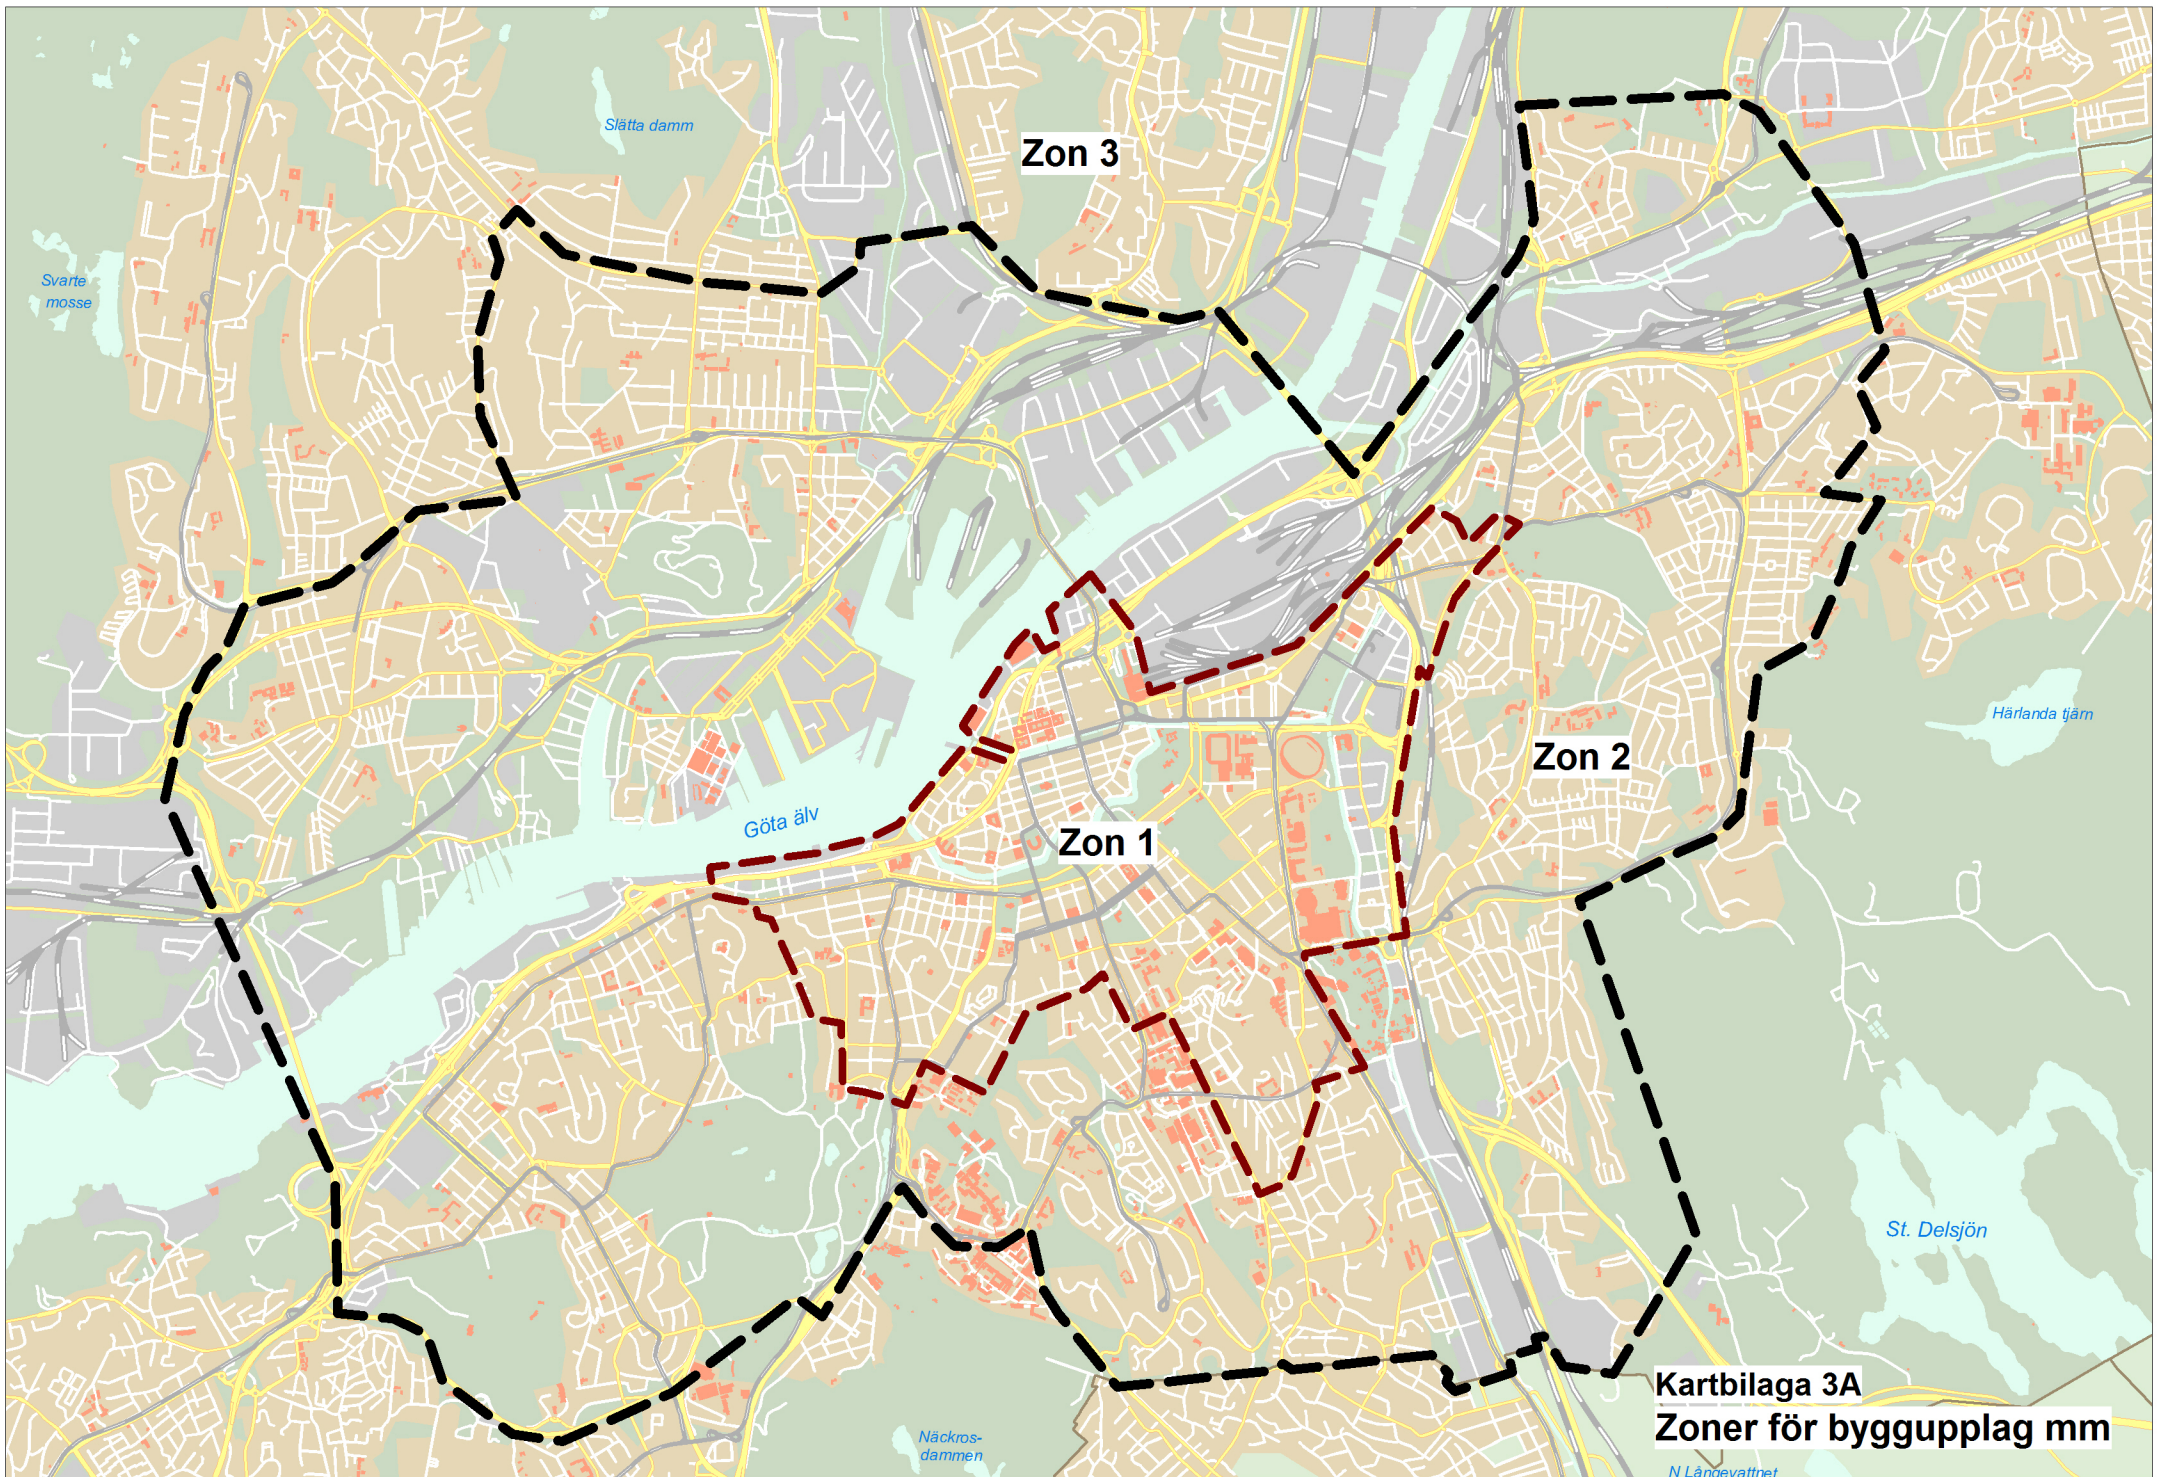 Slätta damm
Zon 3
Svarte
mosse
Härlanda tjärn
Zon 2
Göta älv
Zon 1
St. Delsjön
Kartbilaga 3A
Zoner för byggupplag mm
Näckros-
dammen
N Långevattnet